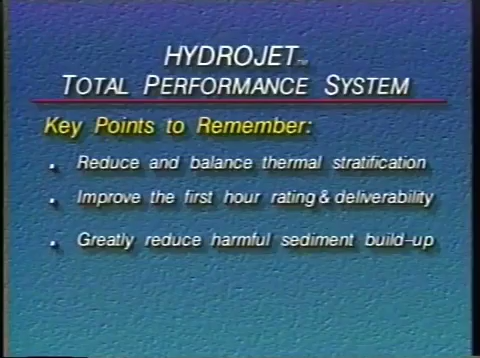 HYDROJET™
TOTAL PERFORMANCE SYSTEM
Key Points to Remember:
. Reduce and balance thermal stratification
. Improve the first hour rating & deliverability
. Greatly reduce harmful sediment build-up